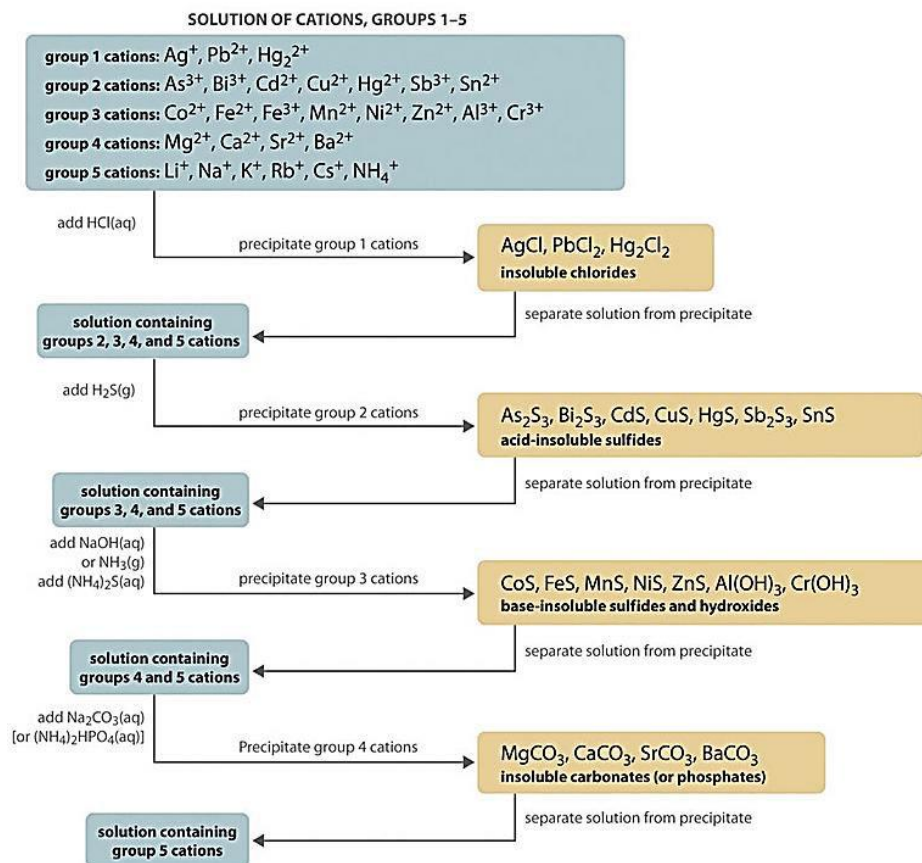 SOLUTION OF CATIONS, GROUPS 1–5
group 1 cations: Ag⁺, Pb²⁺, Hg₂²⁺
group 2 cations: As³⁺, Bi³⁺, Cd²⁺, Cu²⁺, Hg²⁺, Sb³⁺, Sn²⁺
group 3 cations: Co²⁺, Fe²⁺, Fe³⁺, Mn²⁺, Ni²⁺, Zn²⁺, Al³⁺, Cr³⁺
group 4 cations: Mg²⁺, Ca²⁺, Sr²⁺, Ba²⁺
group 5 cations: Li⁺, Na⁺, K⁺, Rb⁺, Cs⁺, NH₄⁺
add HCl(aq)
precipitate group 1 cations
AgCl, PbCl₂, Hg₂Cl₂
insoluble chlorides
separate solution from precipitate
solution containing
groups 2, 3, 4, and 5 cations
add H₂S(g)
precipitate group 2 cations
As₂S₃, Bi₂S₃, CdS, CuS, HgS, Sb₂S₃, SnS
acid-insoluble sulfides
separate solution from precipitate
solution containing
groups 3, 4, and 5 cations
add NaOH(aq)
or NH₃(g)
add (NH₄)₂S(aq)
precipitate group 3 cations
CoS, FeS, MnS, NiS, ZnS, Al(OH)₃, Cr(OH)₃
base-insoluble sulfides and hydroxides
separate solution from precipitate
solution containing
groups 4 and 5 cations
add Na₂CO₃(aq)
[or (NH₄)₂HPO₄(aq)]
Precipitate group 4 cations
MgCO₃, CaCO₃, SrCO₃, BaCO₃
insoluble carbonates (or phosphates)
separate solution from precipitate
solution containing
group 5 cations